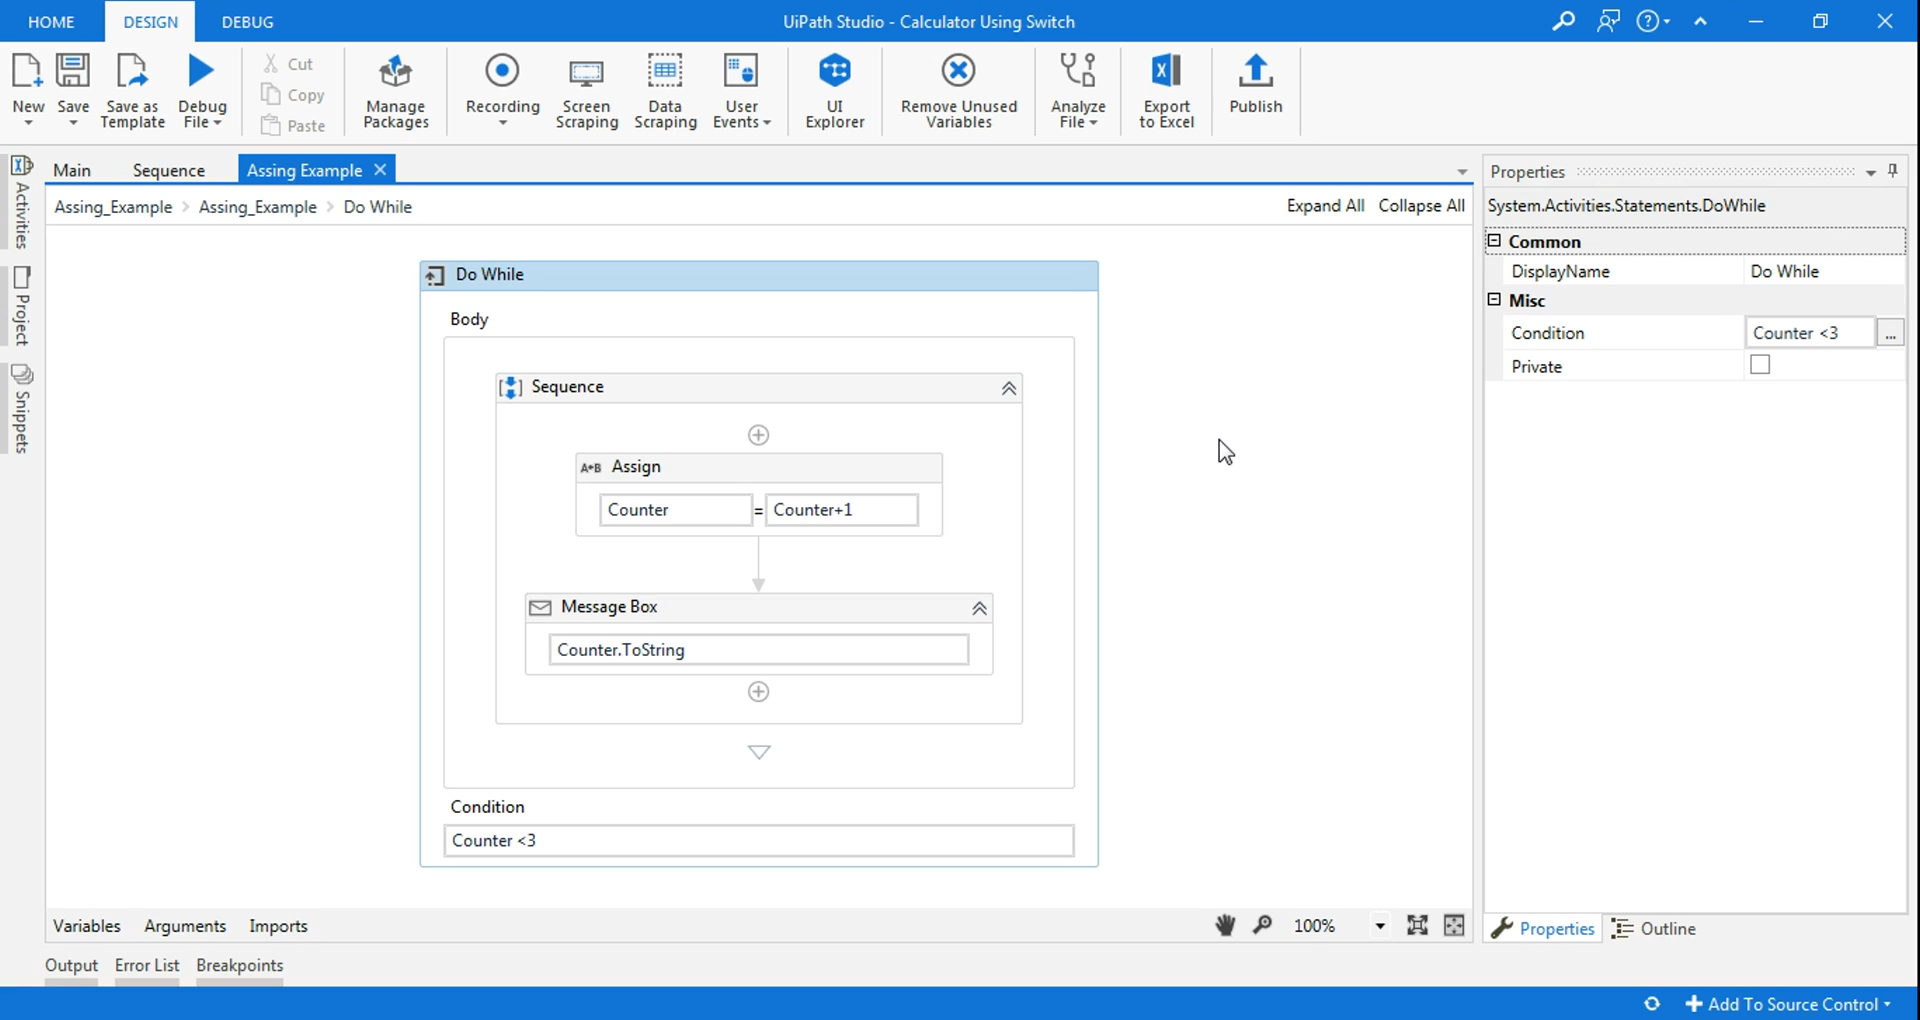 HOME DESIGN DEBUG UiPath Studio - Calculator Using Switch
New Save Save as Template Debug File Cut Copy Paste Manage Packages Recording Screen Scraping Data Scraping User Events UI Explorer Remove Unused Variables Analyze File Export to Excel Publish
Main Sequence Assing Example Properties
Assing_Example > Assing_Example > Do While Expand All Collapse All System.Activities.Statements.DoWhile
Activities
Project
Snippets
Do While
Body
Sequence
A+B Assign
Counter = Counter+1
Message Box
Counter.ToString
Condition
Counter <3
Common
DisplayName Do While
Misc
Condition Counter <3 ...
Private
Variables Arguments Imports 100% Properties Outline
Output Error List Breakpoints
Add To Source Control